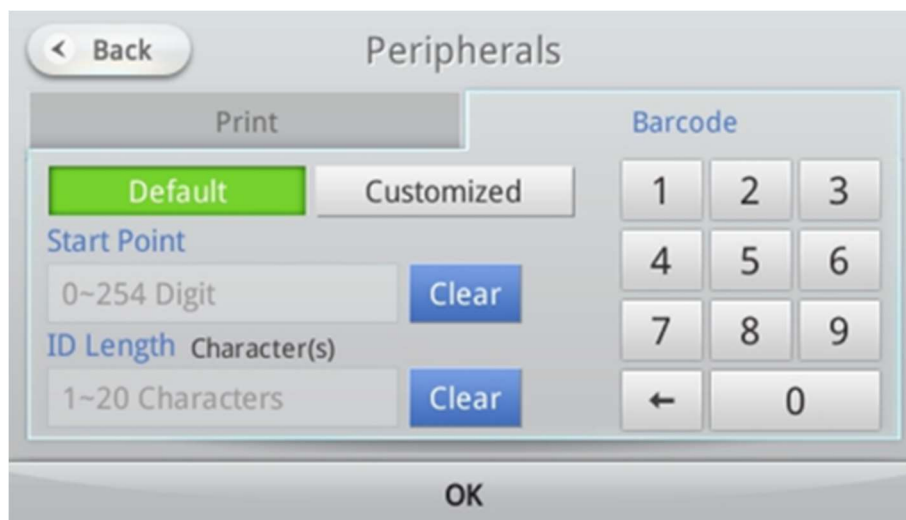 Back
Peripherals
Print
Barcode
Default
Customized
Start Point
0~254 Digit
Clear
ID Length Character(s)
1~20 Characters
Clear
1 2 3
4 5 6
7 8 9
0
OK